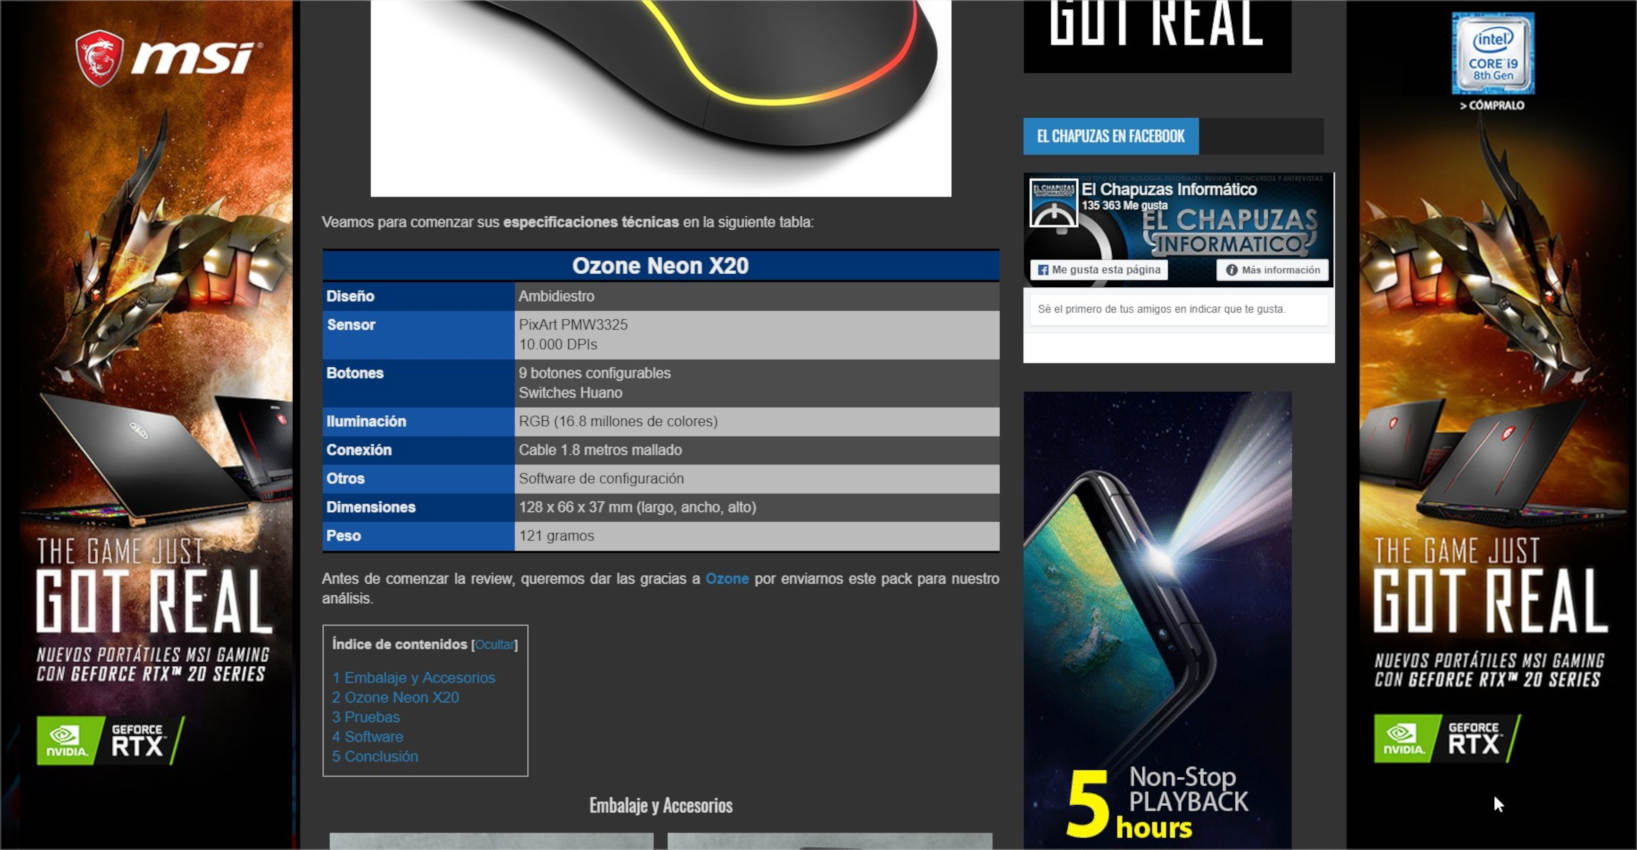 msi
THE GAME JUST
GOT REAL
NUEVOS PORTÁTILES MSI GAMING
CON GEFORCE RTX™ 20 SERIES
NVIDIA.
GEFORCE
RTX™
Veamos para comenzar sus especificaciones técnicas en la siguiente tabla:
Ozone Neon X20
Diseño Ambidiestro
Sensor PixArt PMW3325
10.000 DPIs
Botones 9 botones configurables
Switches Huano
Iluminación RGB (16.8 millones de colores)
Conexión Cable 1.8 metros mallado
Otros Software de configuración
Dimensiones 128 x 66 x 37 mm (largo, ancho, alto)
Peso 121 gramos
Antes de comenzar la review, queremos dar las gracias a Ozone por enviarnos este pack para nuestro
análisis.
Índice de contenidos [Ocultar]
1 Embalaje y Accesorios
2 Ozone Neon X20
3 Pruebas
4 Software
5 Conclusión
Embalaje y Accesorios
GOT REAL
EL CHAPUZAS EN FACEBOOK
El Chapuzas Informático
135 363 Me gusta
EL CHAPUZAS
INFORMATICO
Me gusta esta página
Más información
Sé el primero de tus amigos en indicar que te gusta.
5 Non-Stop
PLAYBACK
hours
intel
CORE i9
8th Gen
> CÓMPRALO
THE GAME JUST
GOT REAL
NUEVOS PORTÁTILES MSI GAMING
CON GEFORCE RTX™ 20 SERIES
NVIDIA.
GEFORCE
RTX™